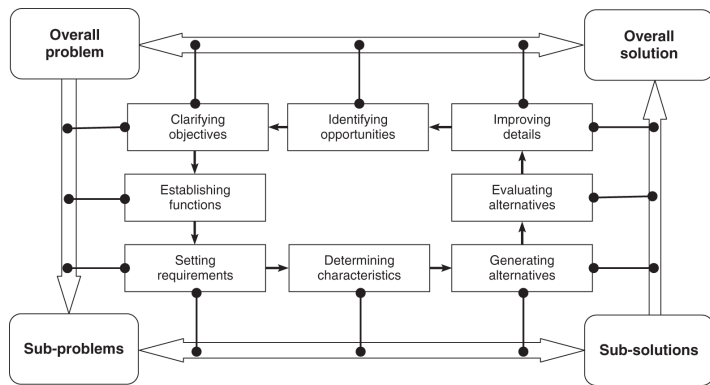 Overall
problem
Overall
solution
Clarifying
objectives
Identifying
opportunities
Improving
details
Establishing
functions
Evaluating
alternatives
Setting
requirements
Determining
characteristics
Generating
alternatives
Sub-problems
Sub-solutions